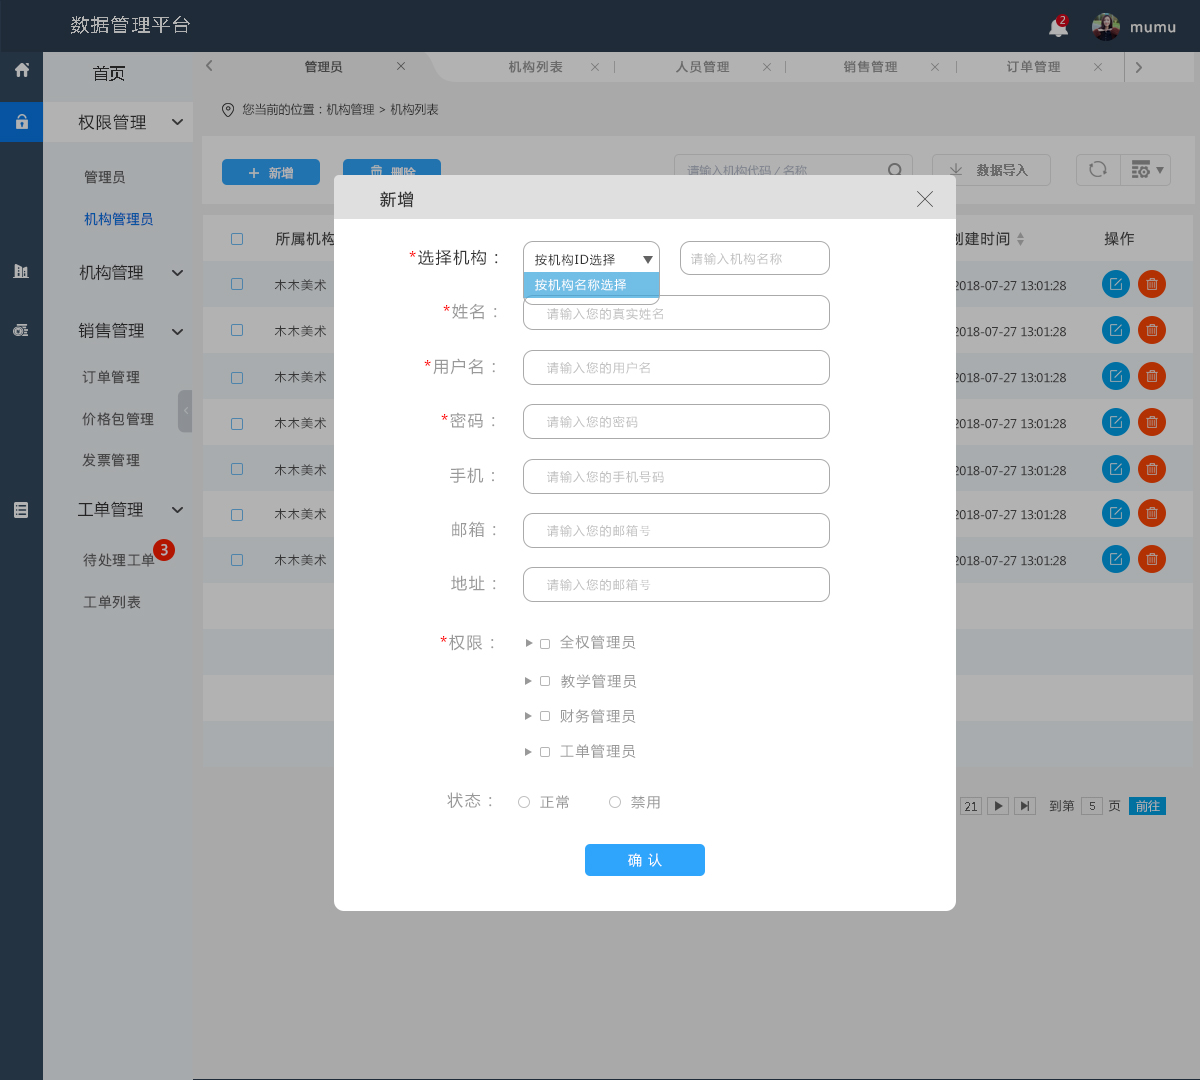 数据管理平台
2
mumu
首页
管理员
机构列表
人员管理
销售管理
订单管理
权限管理
您当前的位置：机构管理 > 机构列表
管理员
机构管理员
机构管理
销售管理
订单管理
价格包管理
发票管理
工单管理
待处理工单
3
工单列表
+ 新增
删除
请输入机构代码 / 名称
数据导入
所属机构
创建时间
操作
木木美术
2018-07-27 13:01:28
木木美术
2018-07-27 13:01:28
木木美术
2018-07-27 13:01:28
木木美术
2018-07-27 13:01:28
木木美术
2018-07-27 13:01:28
木木美术
2018-07-27 13:01:28
木木美术
2018-07-27 13:01:28
21
到第 5 页 前往
新增
*选择机构：
按机构ID选择
请输入机构名称
按机构名称选择
*姓名：
请输入您的真实姓名
*用户名：
请输入您的用户名
*密码：
请输入您的密码
手机：
请输入您的手机号码
邮箱：
请输入您的邮箱号
地址：
请输入您的邮箱号
*权限：
全权管理员
教学管理员
财务管理员
工单管理员
状态：
正常
禁用
确 认